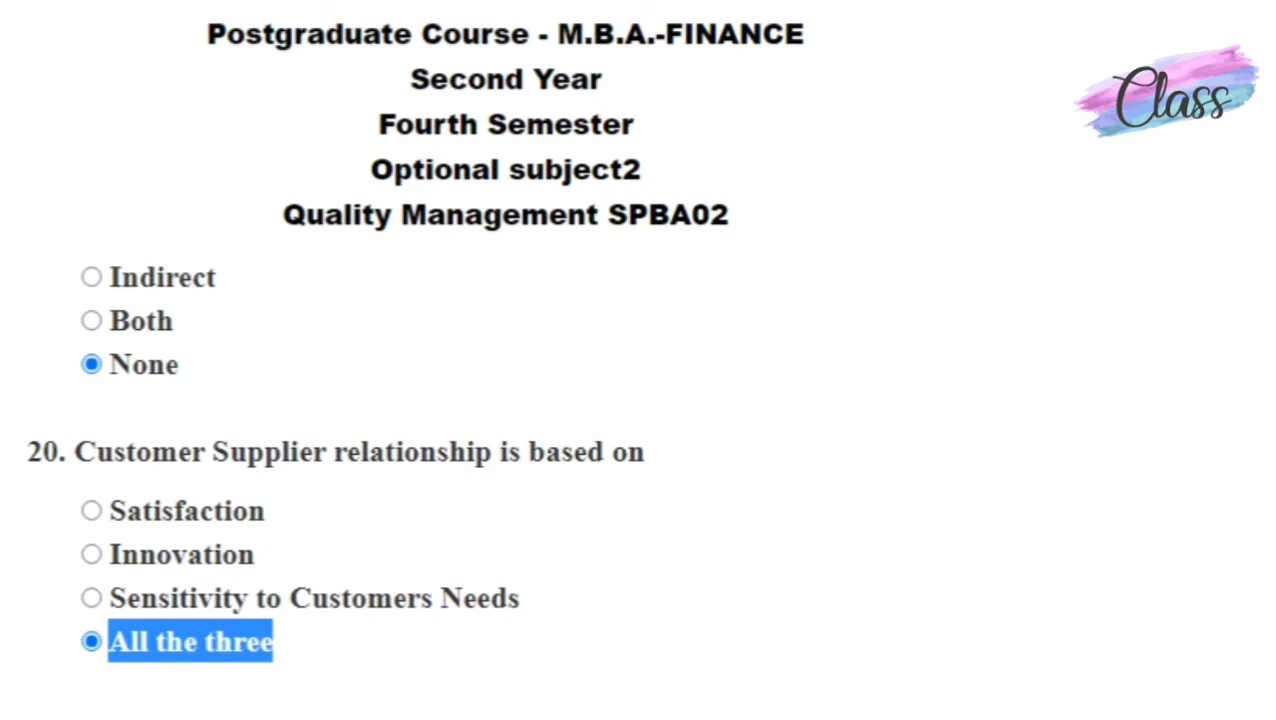 Postgraduate Course - M.B.A.-FINANCE
Second Year
Fourth Semester
Optional subject2
Quality Management SPBA02
Class
Indirect
Both
None
20. Customer Supplier relationship is based on
Satisfaction
Innovation
Sensitivity to Customers Needs
All the three